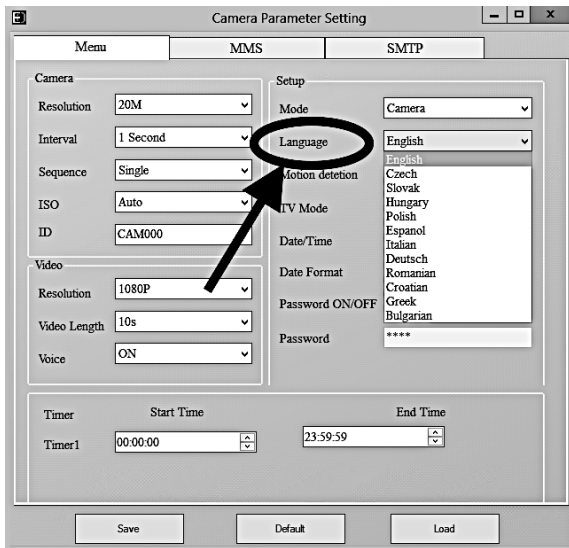 Camera Parameter Setting
Menu MMS SMTP
Camera
Resolution 20M
Interval 1 Second
Sequence Single
ISO Auto
ID CAM000
Video
Resolution 1080P
Video Length 10s
Voice ON
Setup
Mode Camera
Language English
English
Czech
Slovak
Hungary
Polish
Espanol
Italian
Deutsch
Romanian
Croatian
Greek
Bulgarian
Motion detetion
TV Mode
Date/Time
Date Format
Password ON/OFF
Password ****
Timer Start Time End Time
Timer1 00:00:00 23:59:59
Save Default Load